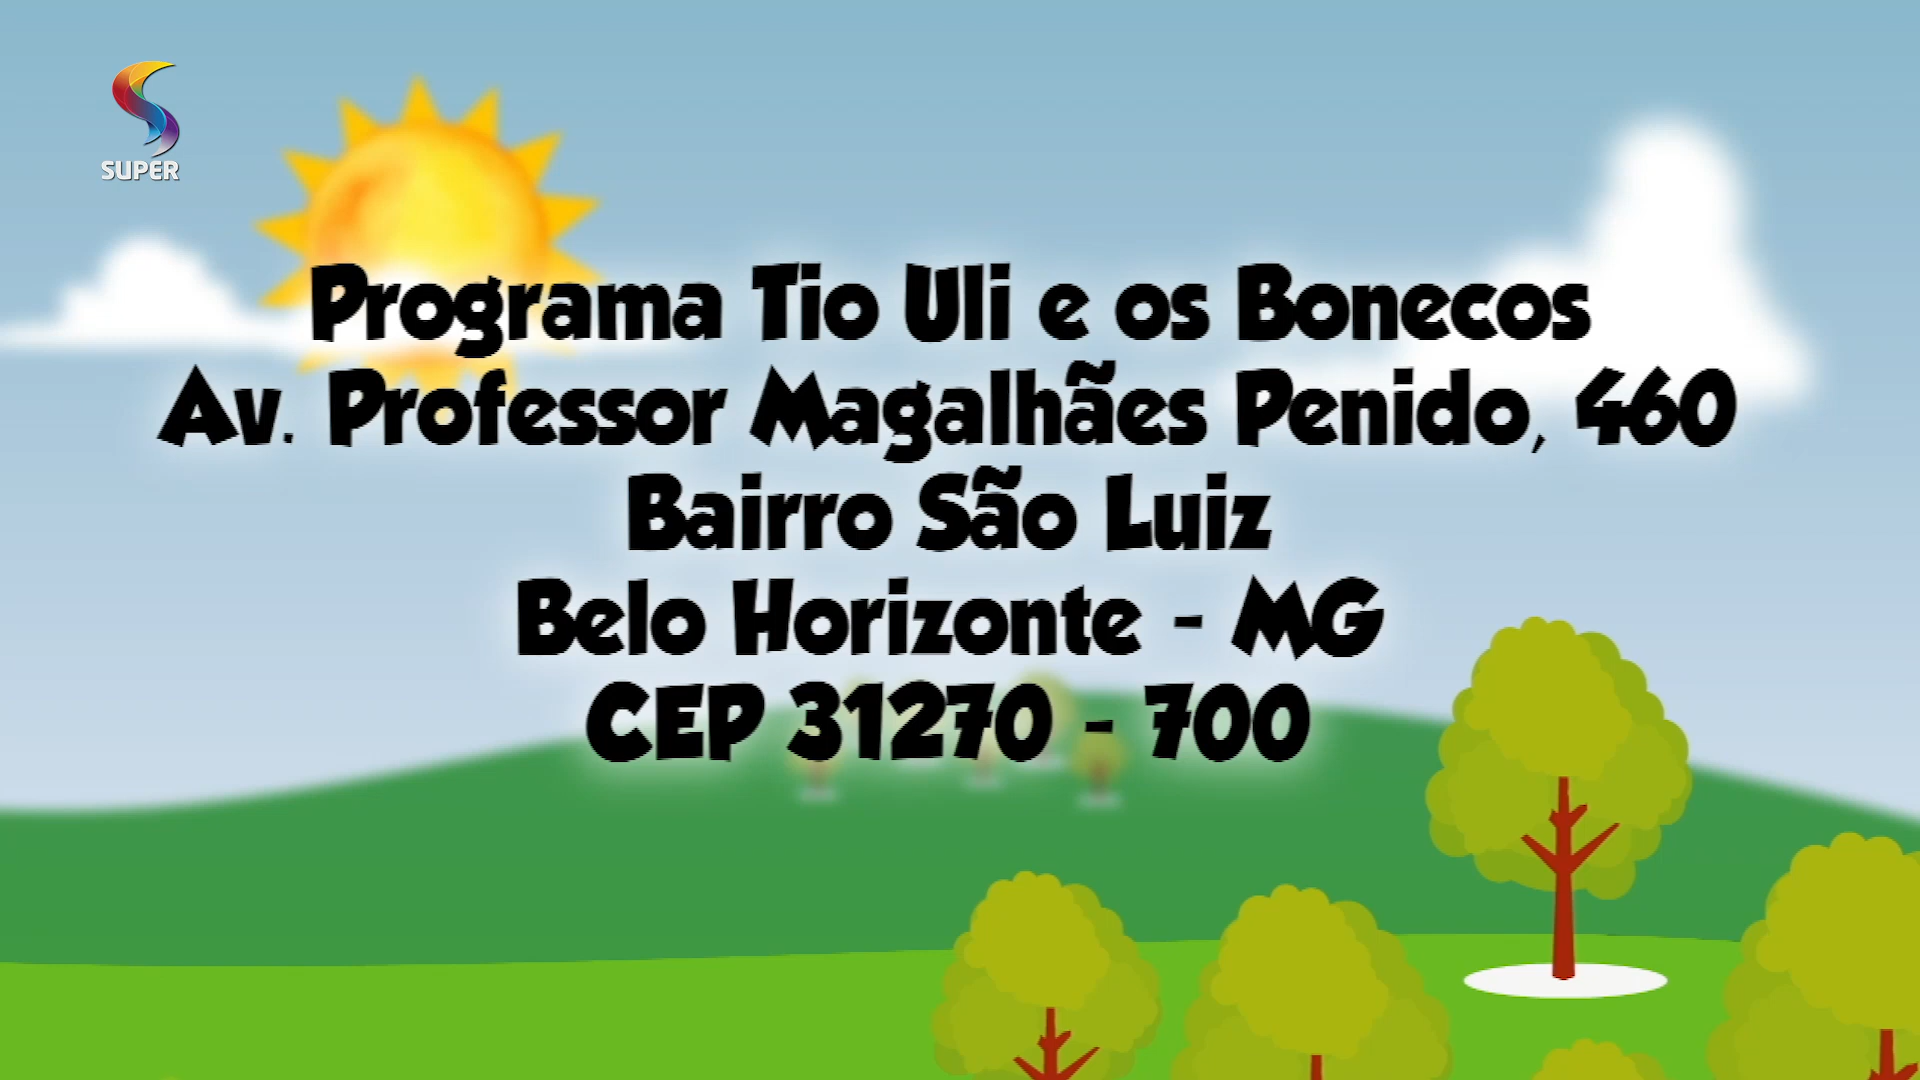 SUPER
Programa Tio Uli e os Bonecos
Av. Professor Magalhães Penido, 460
Bairro São Luiz
Belo Horizonte - MG
CEP 31270 - 700